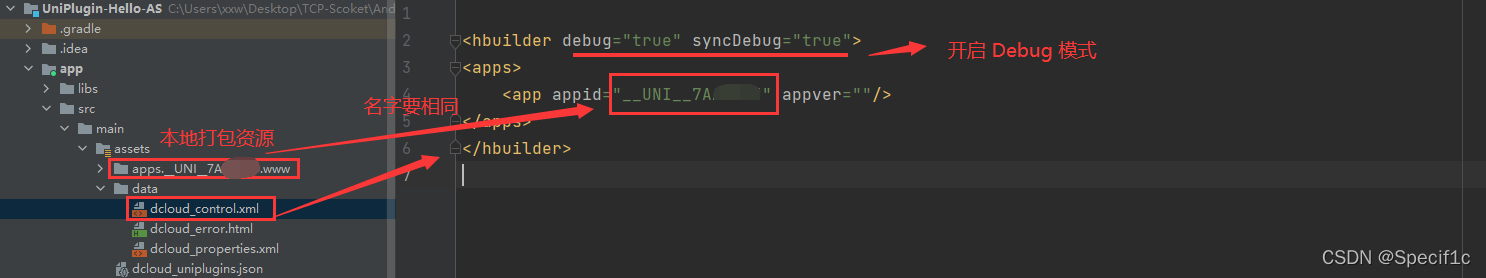 UniPlugin-Hello-AS C:\Users\xxw\Desktop\TCP-Scoket\And
.gradle
.idea
app
libs
src
main
assets
apps.__UNI__7A .www
data
dcloud_control.xml
dcloud_error.html
dcloud_properties.xml
dcloud_uniplugins.json
本地打包资源
名字要相同
1
2 <hbuilder debug="true" syncDebug="true">
3 <apps>
4 <app appid="__UNI__7A " appver=""/>
5 </apps>
6 </hbuilder>
7
开启 Debug 模式
CSDN @Specif1c